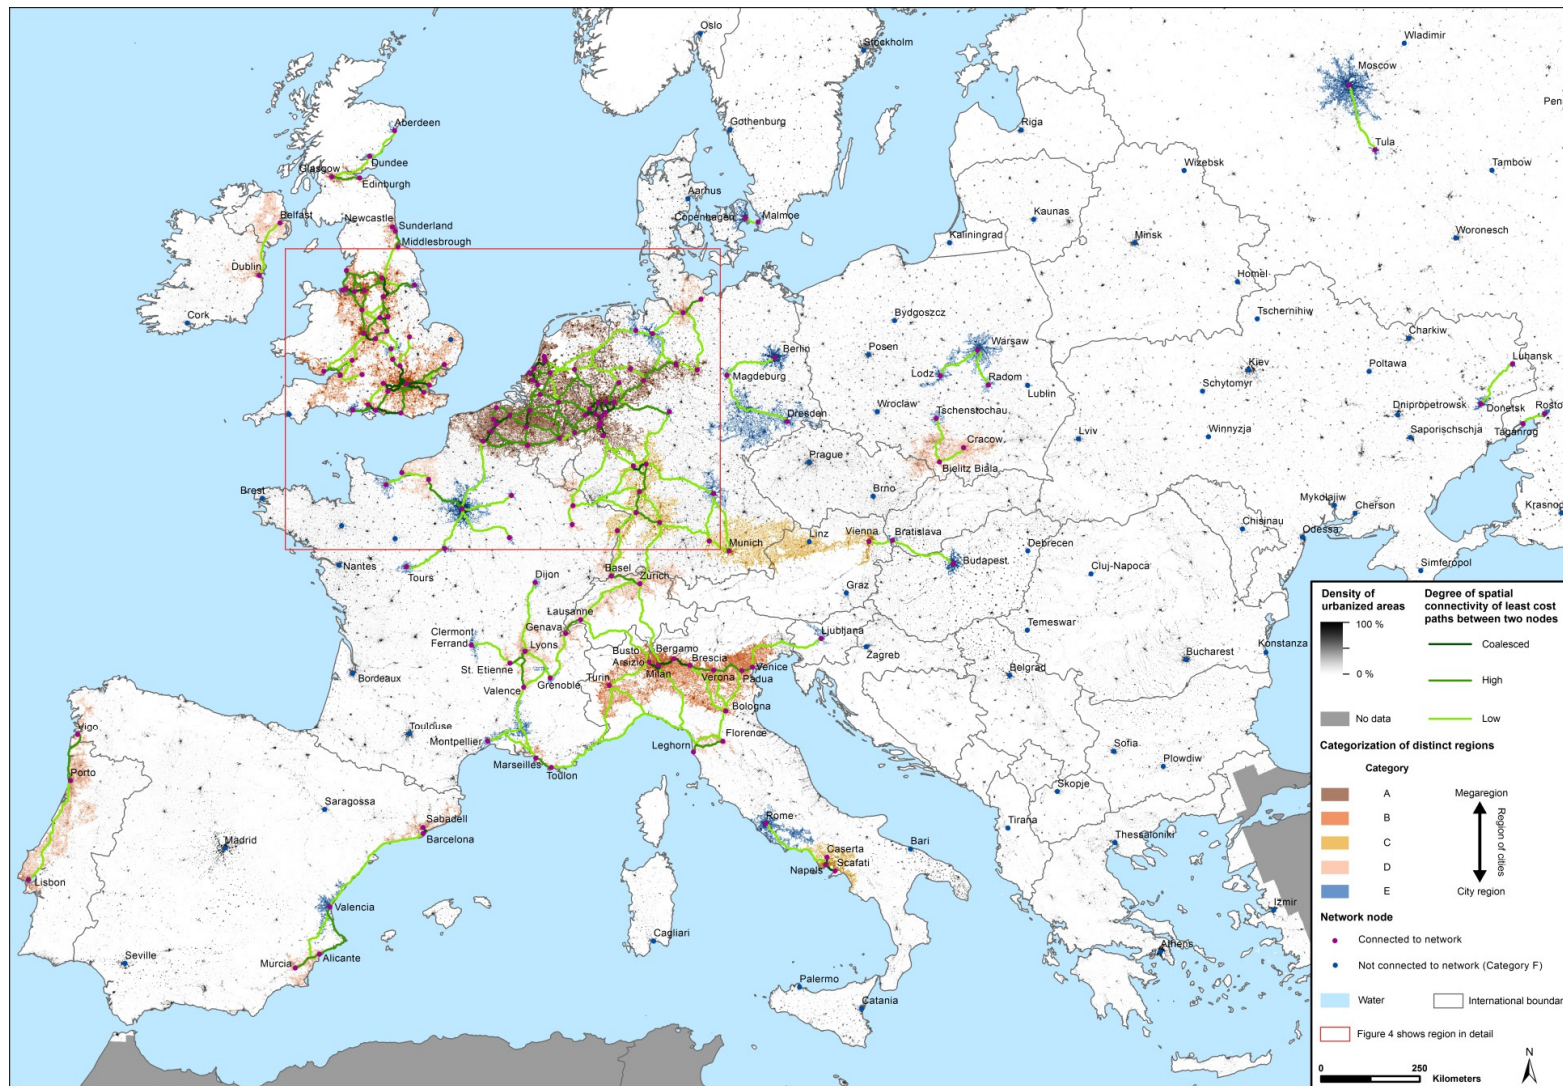 Oslo
Stockholm
Wladimir
Moscow
Pen
Aberdeen
Gothenburg
Riga
Tula
Dundee
Glasgow
Edinburgh
Wizebsk
Tambow
Aarhus
Belfast
Newcastle
Sunderland
Copenhagen
Malmoe
Kaunas
Middlesbrough
Kaliningrad
Minsk
Woronesch
Dublin
Homel
Cork
Bydgoszcz
Tschernihiw
Charkiw
Berlin
Posen
Warsaw
Kiev
Luhansk
Magdeburg
Lodz
Radom
Poltawa
Lublin
Schytomyr
Dresden
Wroclaw
Tschenstochau
Dnipropetrowsk
Donetsk
Rosto
Cracow
Lviv
Winnyzja
Saporischschja
Taganrog
Prague
Bielitz Biala
Brest
Brno
Mykolajiw
Cherson
Krasnod
Chisinau
Odessa
Munich
Linz
Vienna
Bratislava
Nantes
Tours
Budapest
Debrecen
Basel
Zurich
Dijon
Cluj-Napoca
Simferopol
Graz
Lausanne
Genava
Clermont
Ferrand
Lyons
Ljubljana
Temeswar
Konstanza
St. Etienne
Busto
Arsizio
Bergamo
Brescia
Milan
Venice
Zagreb
Bucharest
Belgrad
Bordeaux
Valence
Grenoble
Turin
Verona
Padua
Bologna
Vigo
Toulouse
Montpellier
Florence
Leghorn
Sofia
Plowdiw
Porto
Marseilles
Toulon
Skopje
Saragossa
Sabadell
Rome
Tirana
Madrid
Barcelona
Bari
Thessaloniki
Caserta
Scafati
Napels
Lisbon
Valencia
Izmir
Cagliari
Athens
Seville
Murcia
Alicante
Palermo
Catania
Density of
urbanized areas
100 %
0 %
No data
Degree of spatial
connectivity of least cost
paths between two nodes
Coalesced
High
Low
Categorization of distinct regions
Category
A
B
C
D
E
Megaregion
Region of cities
City region
Network node
Connected to network
Not connected to network (Category F)
Water
International boundar
Figure 4 shows region in detail
N
0
250
Kilometers